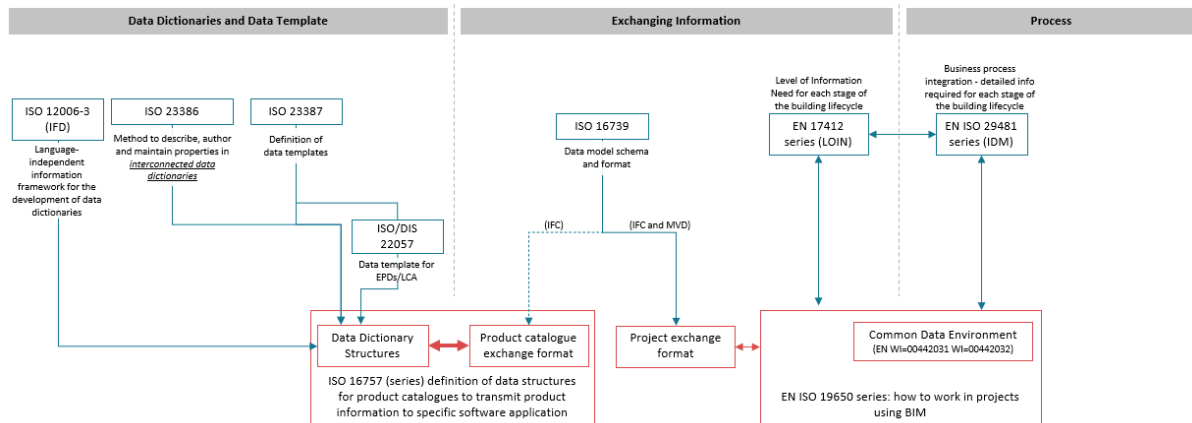 Data Dictionaries and Data Template
Exchanging Information
Process
ISO 12006-3
(IFD)
Language-
independent
information
framework for the
development of data
dictionaries
ISO 23386
Method to describe, author
and maintain properties in
interconnected data
dictionaries
ISO 23387
Definition of
data templates
ISO/DIS
22057
Data template for
EPDs/LCA
ISO 16739
Data model schema
and format
(IFC)
(IFC and MVD)
Level of Information
Need for each stage of
the building lifecycle
EN 17412
series (LOIN)
Business process
integration - detailed info
required for each stage of
the building lifecycle
EN ISO 29481
series (IDM)
Data Dictionary
Structures
Product catalogue
exchange format
ISO 16757 (series) definition of data structures
for product catalogues to transmit product
information to specific software application
Project exchange
format
Common Data Environment
(EN WI=00442031 WI=00442032)
EN ISO 19650 series: how to work in projects
using BIM